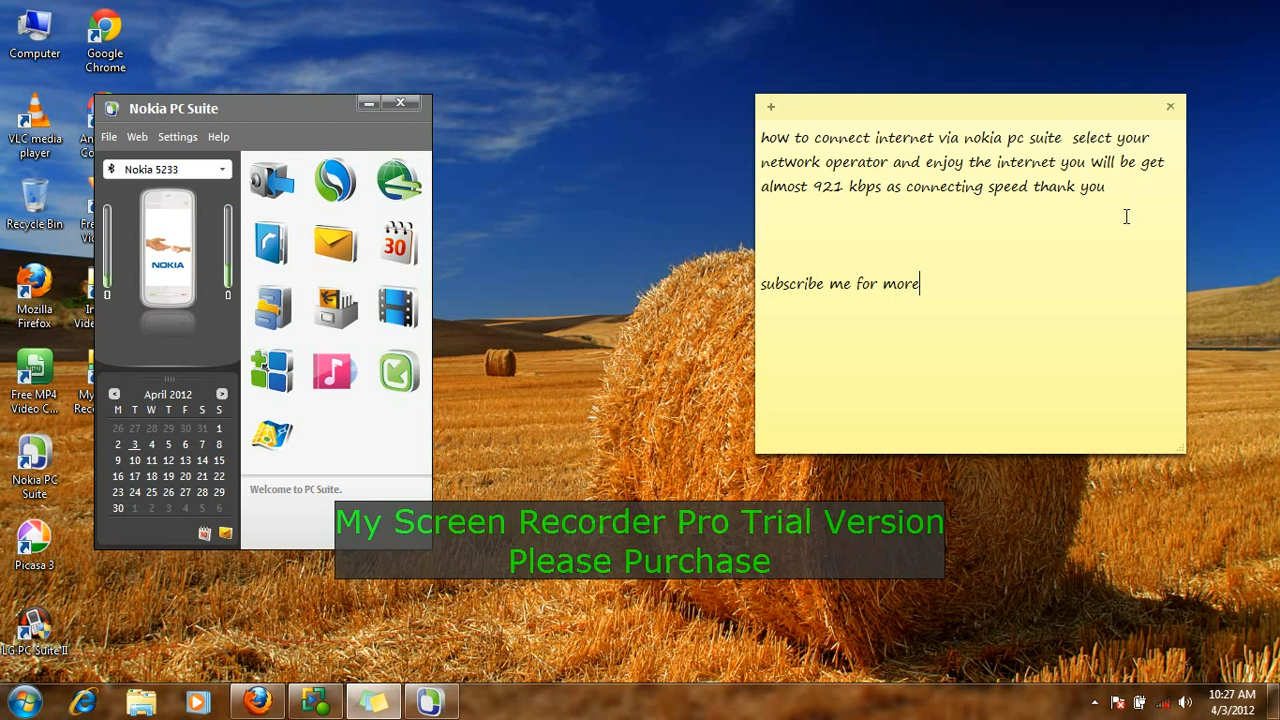 Computer
Google Chrome
VLC media player
Recycle Bin
Mozilla Firefox
Free MP4 Video C...
Nokia PC Suite
Picasa 3
LG PC Suite II
Nokia PC Suite
File Web Settings Help
Nokia 5233
NOKIA
30
April 2012
M T W T F S S
26 27 28 29 30 31 1
2 3 4 5 6 7 8
9 10 11 12 13 14 15
16 17 18 19 20 21 22
23 24 25 26 27 28 29
30 1 2 3 4 5 6
Welcome to PC Suite.
how to connect internet via nokia pc suite select your
network operator and enjoy the internet you will be get
almost 921 kbps as connecting speed thank you
subscribe me for more
My Screen Recorder Pro Trial Version
Please Purchase
10:27 AM
4/3/2012